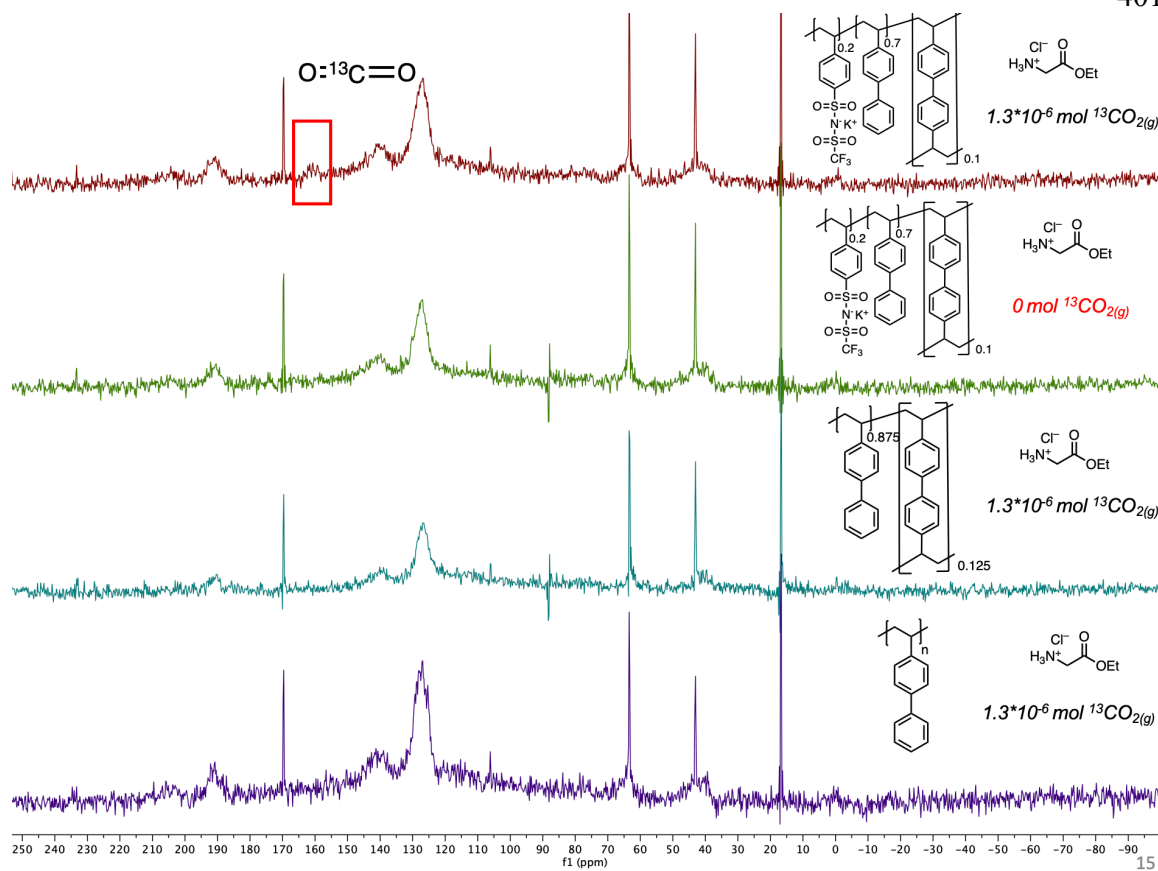 401
O=¹³C=O
0.2
0.7
O=S=O
N⁻K⁺
O=S=O
CF₃
0.1
Cl⁻
O
H₃N⁺
OEt
1.3*10⁻⁶ mol ¹³CO₂(g)
0.2
0.7
O=S=O
N⁻K⁺
O=S=O
CF₃
0.1
Cl⁻
O
H₃N⁺
OEt
0 mol ¹³CO₂(g)
0.875
0.125
Cl⁻
O
H₃N⁺
OEt
1.3*10⁻⁶ mol ¹³CO₂(g)
n
Cl⁻
O
H₃N⁺
OEt
1.3*10⁻⁶ mol ¹³CO₂(g)
250 240 230 220 210 200 190 180 170 160 150 140 130 120 110 100 90 80 70 60 50 40 30 20 10 0 -10 -20 -30 -40 -50 -60 -70 -80 -90
f1 (ppm)
15